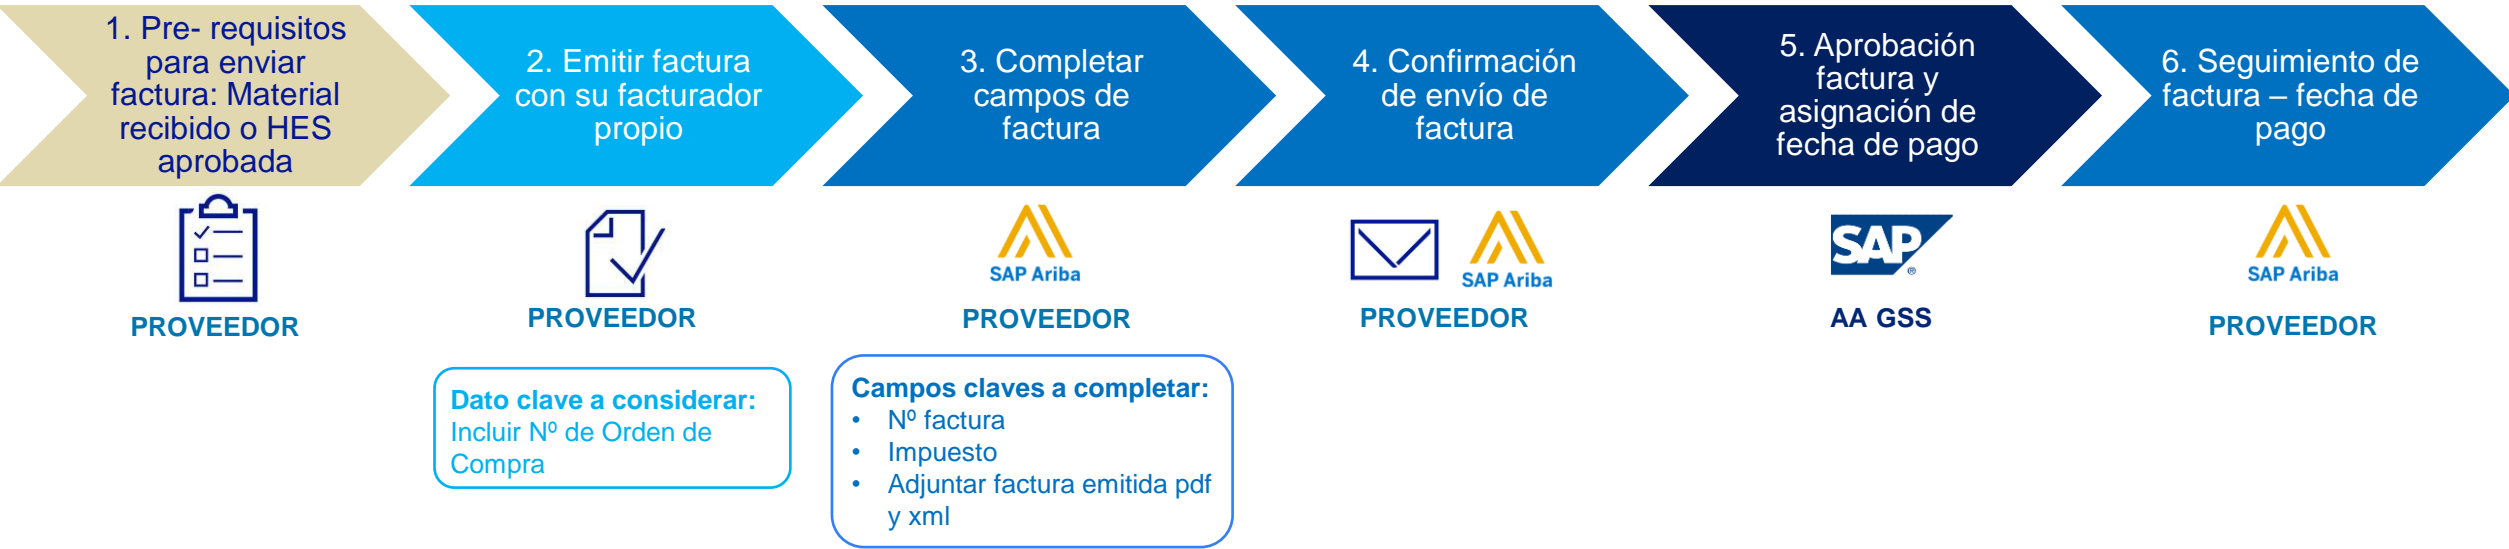 1. Pre- requisitos
para enviar
factura: Material
recibido o HES
aprobada
2. Emitir factura
con su facturador
propio
3. Completar
campos de
factura
4. Confirmación
de envío de
factura
5. Aprobación
factura y
asignación de
fecha de pago
6. Seguimiento de
factura – fecha de
pago
PROVEEDOR
PROVEEDOR
SAP Ariba
PROVEEDOR
SAP Ariba
PROVEEDOR
SAP®
AA GSS
SAP Ariba
PROVEEDOR
Dato clave a considerar:
Incluir Nº de Orden de
Compra
Campos claves a completar:
• Nº factura
• Impuesto
• Adjuntar factura emitida pdf
y xml